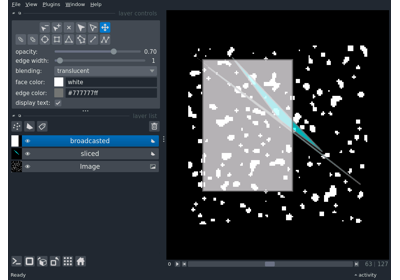 File View Plugins Window Help
layer controls
opacity: 0.70
edge width: 1
blending: translucent
face color: white
edge color: #777777ff
display text:
layer list
broadcasted
sliced
Image
63 127
Ready
activity